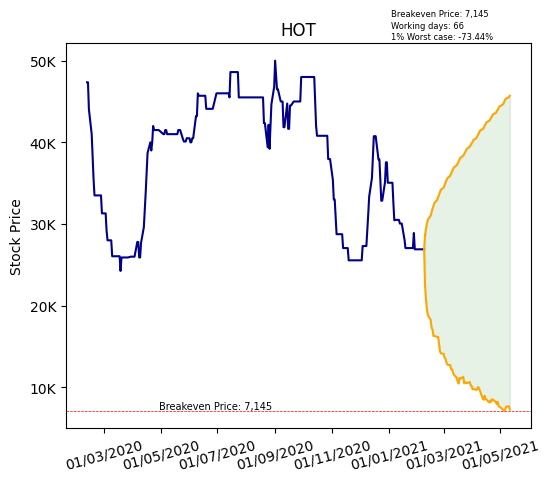 Breakeven Price: 7,145
Working days: 66
1% Worst case: -73.44%
HOT
Stock Price
50K
40K
30K
20K
10K
Breakeven Price: 7,145
01/03/2020
01/05/2020
01/07/2020
01/09/2020
01/11/2020
01/01/2021
01/03/2021
01/05/2021